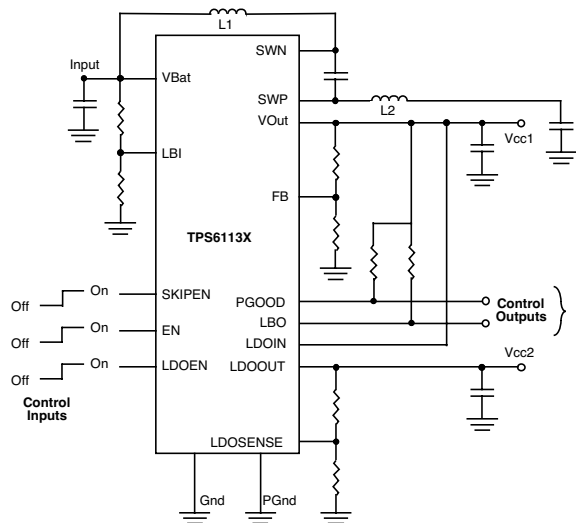 L1
SWN
Input
VBat
SWP
L2
VOut
Vcc1
LBI
FB
TPS6113X
Off On SKIPEN
PGOOD
Control
Outputs
Off On EN
LBO
LDOIN
Off On LDOEN
LDOOUT
Vcc2
Control
Inputs
LDOSENSE
Gnd
PGnd